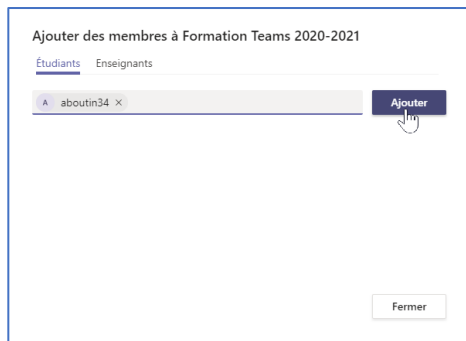 Ajouter des membres à Formation Teams 2020-2021
Étudiants Enseignants
A aboutin34 × Ajouter
Fermer